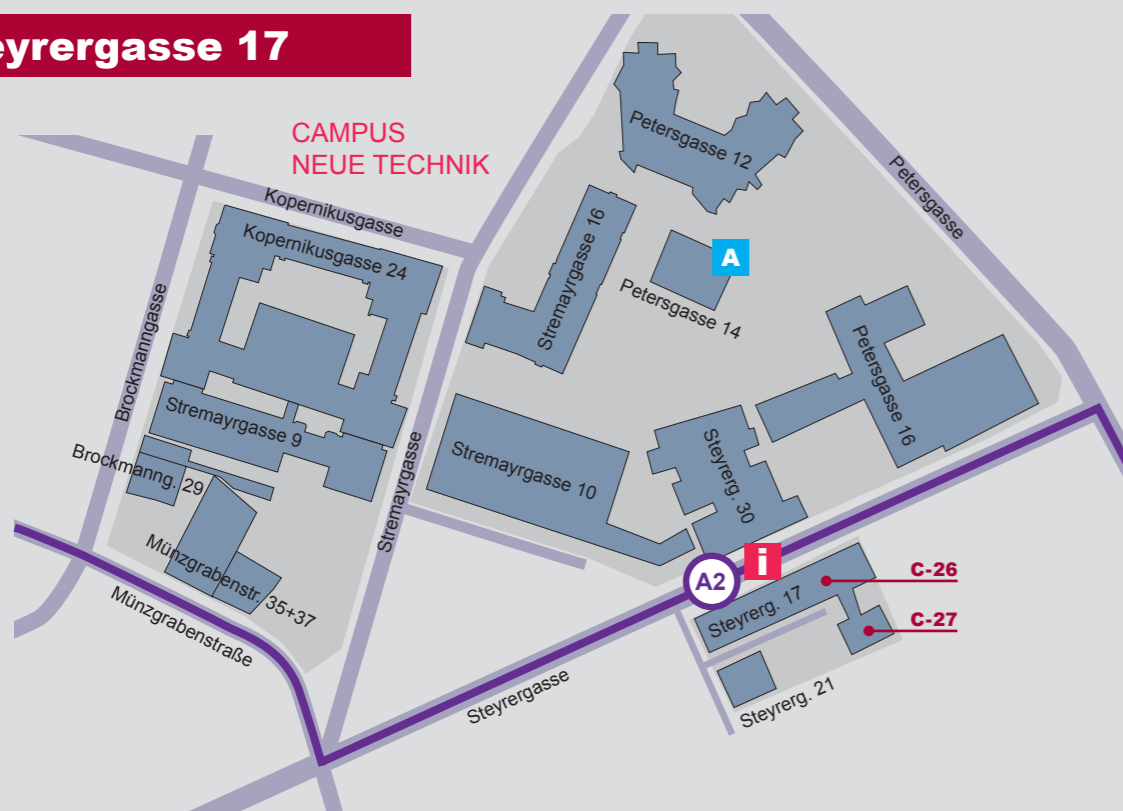 eyrergasse 17
CAMPUS
NEUE TECHNIK
Petersgasse 12
Petersgasse
Kopernikusgasse
Kopernikusgasse 24
Stremayrgasse 16
A
Petersgasse 14
Brockmanngasse
Petersgasse 16
Stremayrgasse 9
Stremayrgasse
Brockmanng. 29
Stremayrgasse 10
Steyrerg. 30
Münzgrabenstr. 35+37
Münzgrabenstraße
A2
i
C-26
Steyrerg. 17
C-27
Steyrergasse
Steyrerg. 21